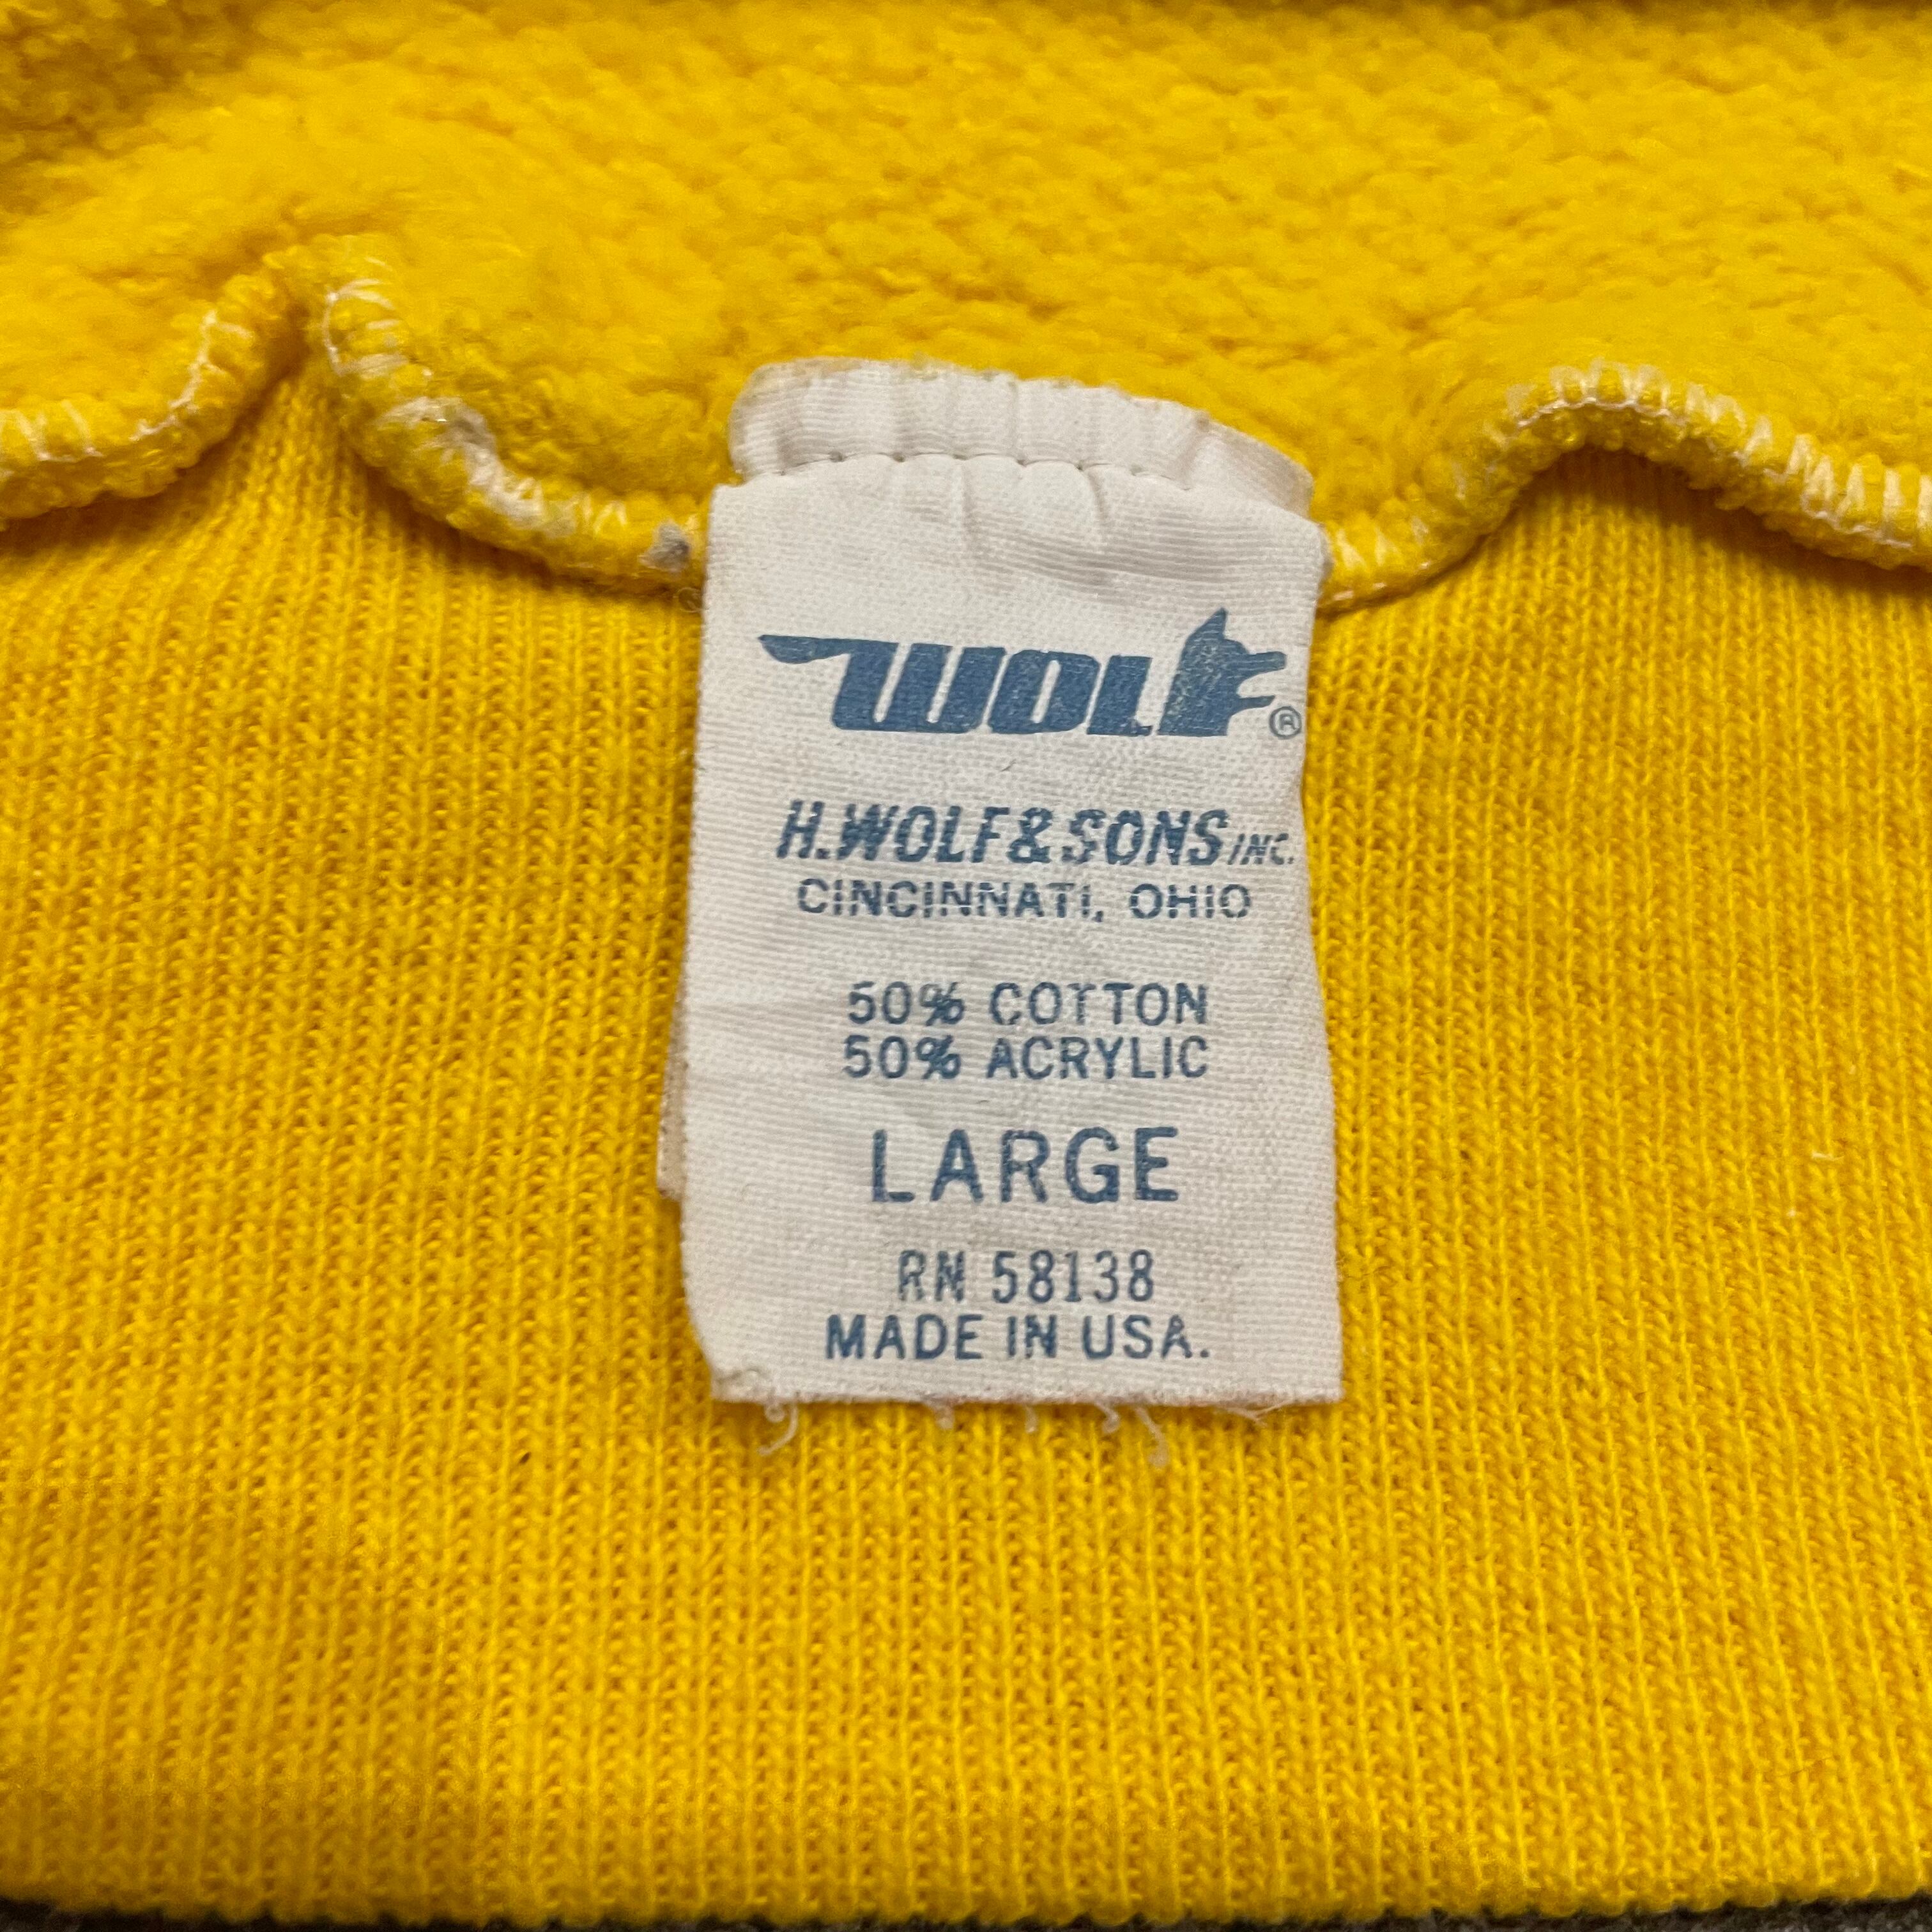 WOLF®
H.WOLF&SONS INC.
CINCINNATI, OHIO
50% COTTON
50% ACRYLIC
LARGE
RN 58138
MADE IN USA.